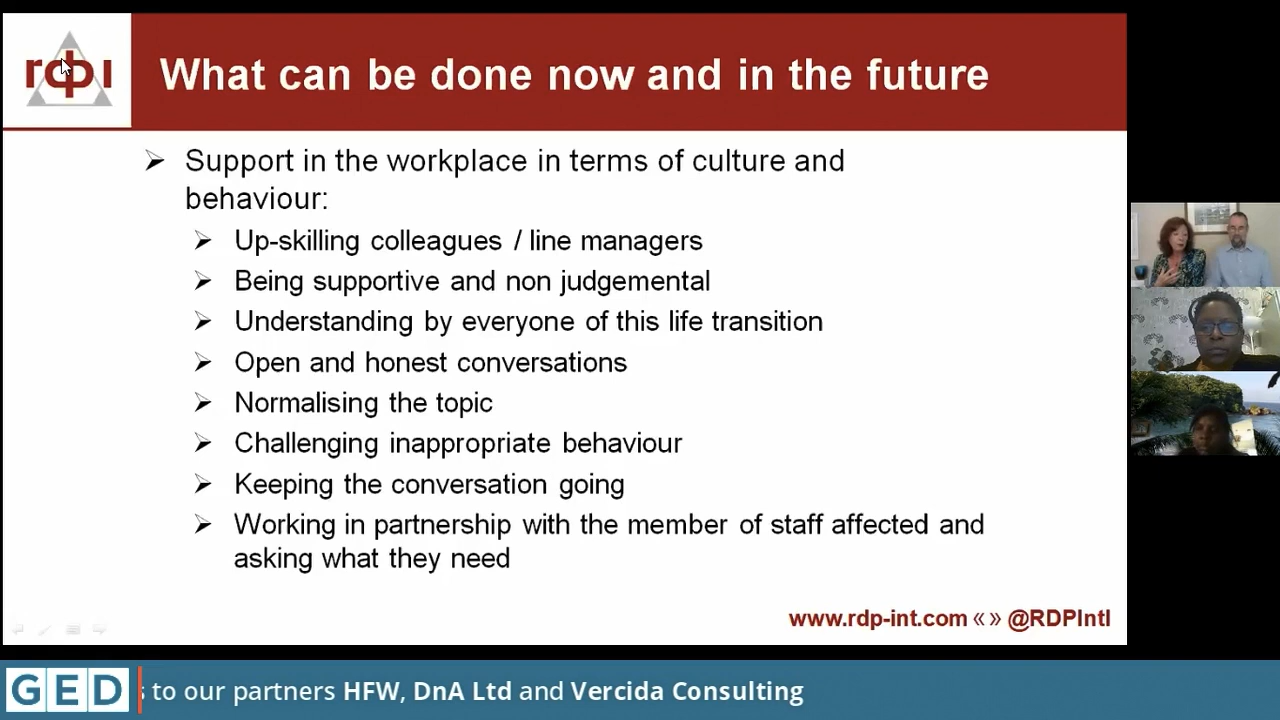 rdpi
What can be done now and in the future
Support in the workplace in terms of culture and
behaviour:
Up-skilling colleagues / line managers
Being supportive and non judgemental
Understanding by everyone of this life transition
Open and honest conversations
Normalising the topic
Challenging inappropriate behaviour
Keeping the conversation going
Working in partnership with the member of staff affected and
asking what they need
www.rdp-int.com «» @RDPIntl
GED s to our partners HFW, DnA Ltd and Vercida Consulting